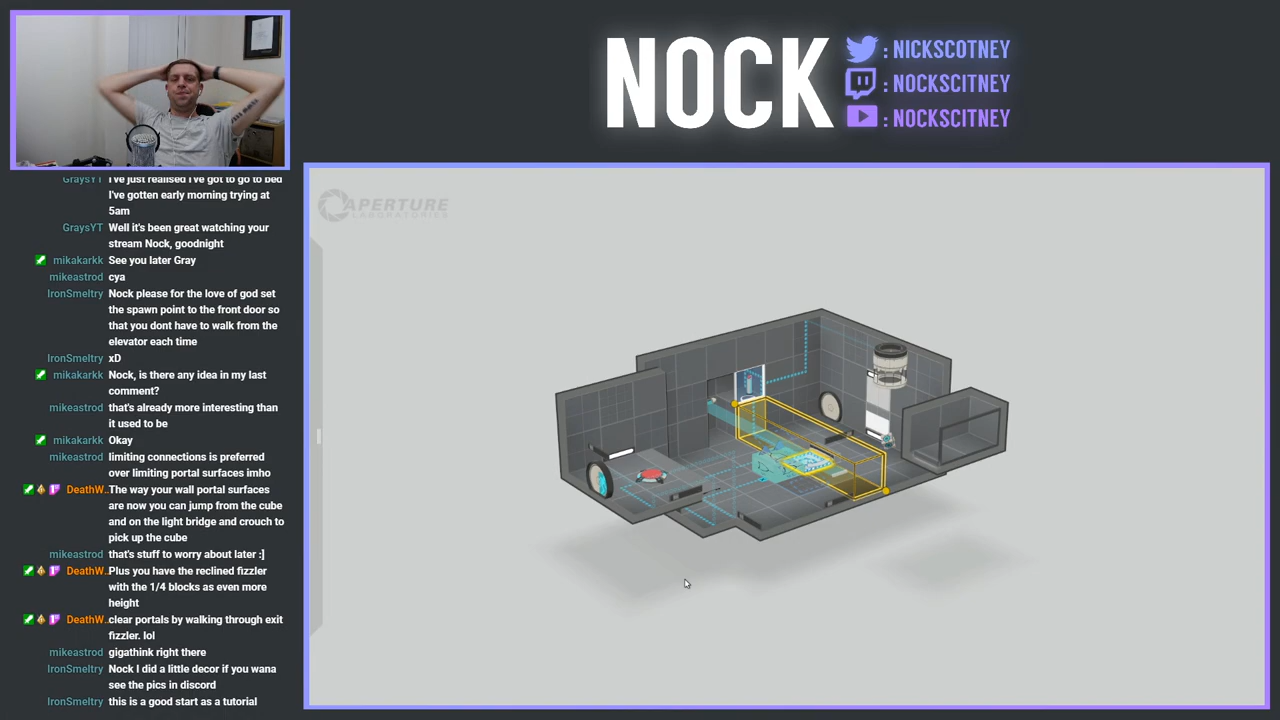 NOCK
: NICKSCOTNEY
: NOCKSCITNEY
: NOCKSCITNEY
APERTURE
LABORATORIES
GraysYT I've just realised I've got to go to bed
I've gotten early morning trying at
5am
GraysYT Well it's been great watching your
stream Nock, goodnight
mikakarkk See you later Gray
mikeastrod cya
IronSmeltry Nock please for the love of god set
the spawn point to the front door so
that you dont have to walk from the
elevator each time
IronSmeltry xD
mikakarkk Nock, is there any idea in my last
comment?
mikeastrod that's already more interesting than
it used to be
mikakarkk Okay
mikeastrod limiting connections is preferred
over limiting portal surfaces imho
DeathW.. The way your wall portal surfaces
are now you can jump from the cube
and on the light bridge and crouch to
pick up the cube
mikeastrod that's stuff to worry about later :]
DeathW.. Plus you have the reclined fizzler
with the 1/4 blocks as even more
height
DeathW.. clear portals by walking through exit
fizzler. lol
mikeastrod gigathink right there
IronSmeltry Nock I did a little decor if you wana
see the pics in discord
IronSmeltry this is a good start as a tutorial